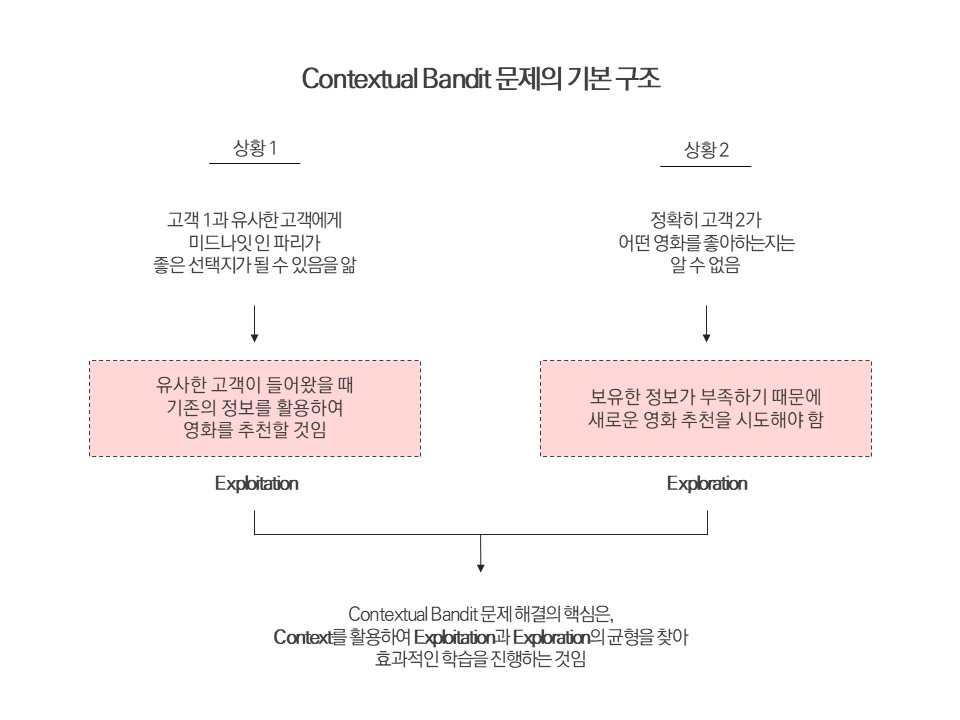 Contextual Bandit 문제의 기본 구조
상황 1
고객 1과 유사한 고객에게
미드나잇 인 파리가
좋은 선택지가 될 수 있음을 앎
유사한 고객이 들어왔을 때
기존의 정보를 활용하여
영화를 추천할 것임
Exploitation
상황 2
정확히 고객 2가
어떤 영화를 좋아하는지는
알 수 없음
보유한 정보가 부족하기 때문에
새로운 영화 추천을 시도해야 함
Exploration
Contextual Bandit 문제 해결의 핵심은,
Context를 활용하여 Exploitation과 Exploration의 균형을 찾아
효과적인 학습을 진행하는 것임